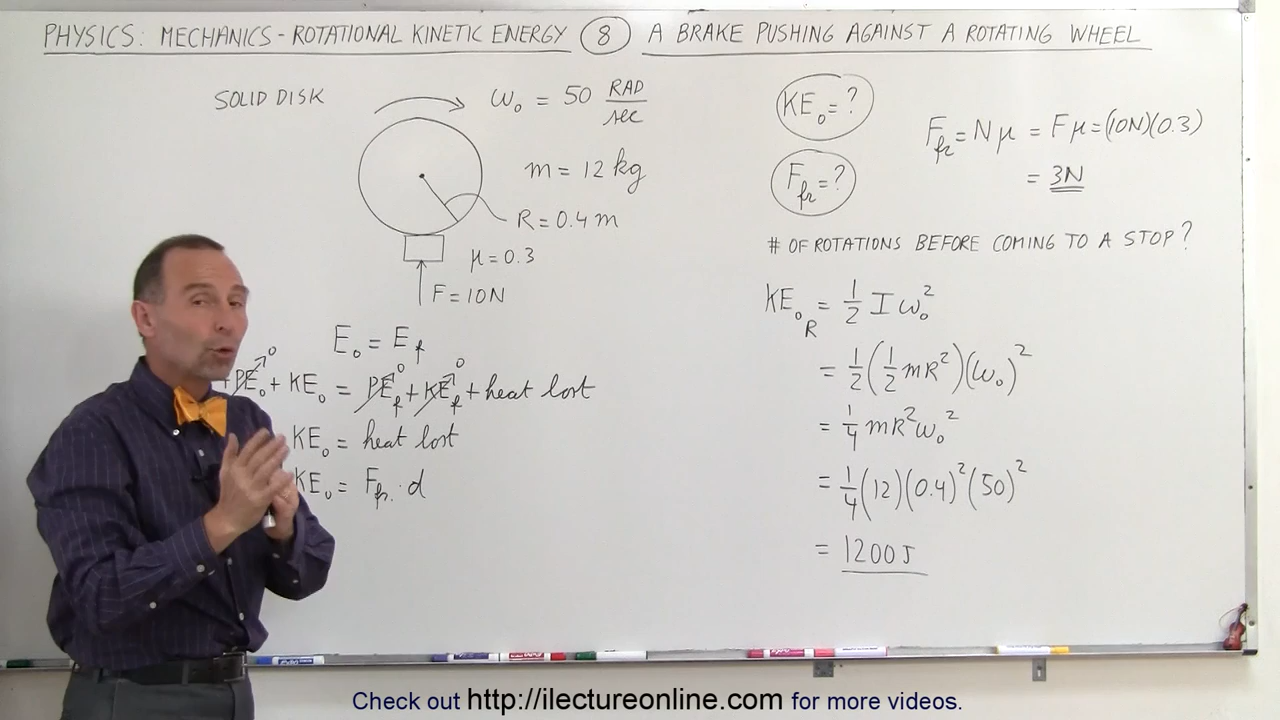 PHYSICS: MECHANICS - ROTATIONAL KINETIC ENERGY (8) A BRAKE PUSHING AGAINST A ROTATING WHEEL
SOLID DISK
ω₀ = 50 RAD/sec
m = 12 kg
R = 0.4 m
μ = 0.3
F = 10N
E₀ = E_f
+ PE₀→0 + KE₀ = PE_f→0 + KE_f→0 + heat lost
KE₀ = heat lost
KE₀ = F_fr · d
KE₀ = ?
F_fr = ?
F_fr = Nμ = Fμ = (10N)(0.3)
= 3N
# OF ROTATIONS BEFORE COMING TO A STOP?
KE₀_R = 1/2 I ω₀²
= 1/2 (1/2 mR²)(ω₀)²
= 1/4 mR²ω₀²
= 1/4 (12)(0.4)²(50)²
= 1200 J
Check out http://ilectureonline.com for more videos.